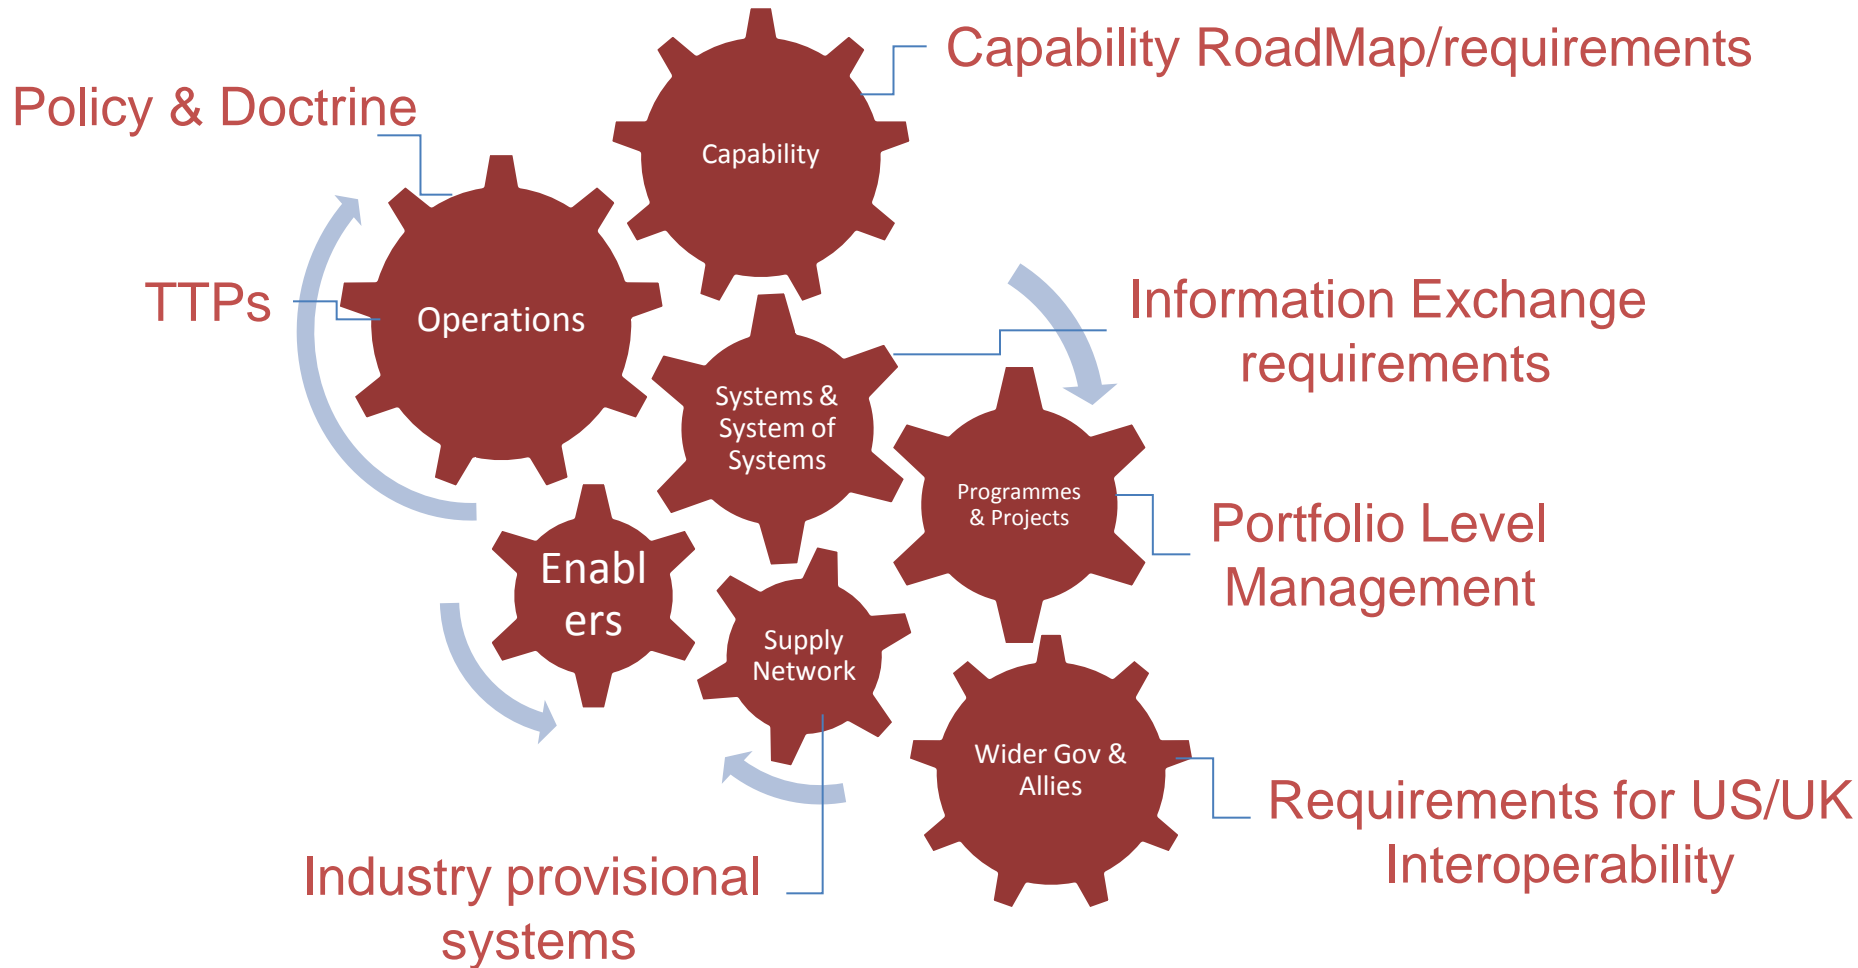 Capability RoadMap/requirements
Policy & Doctrine
Capability
TTPs
Operations
Information Exchange
requirements
Systems &
System of
Systems
Programmes
& Projects
Portfolio Level
Management
Enabl
ers
Supply
Network
Wider Gov &
Allies
Requirements for US/UK
Interoperability
Industry provisional
systems